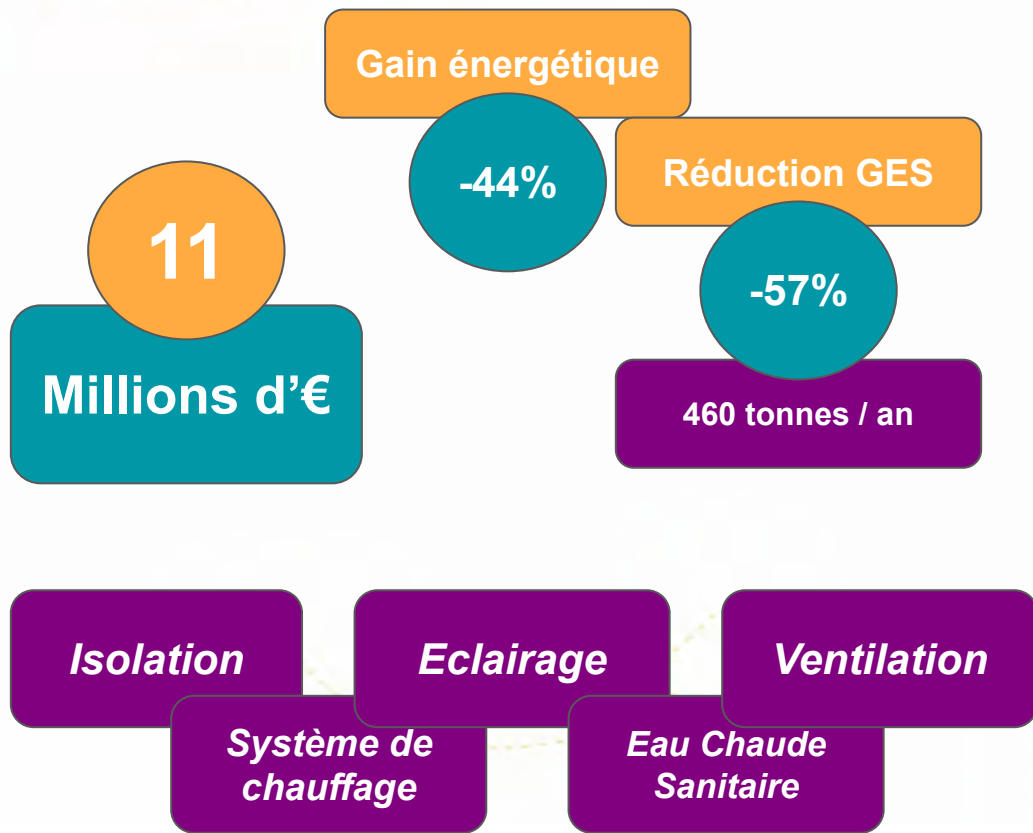 Gain énergétique
-44%
Réduction GES
-57%
460 tonnes / an
11
Millions d’€
Isolation
Eclairage
Ventilation
Système de
chauffage
Eau Chaude
Sanitaire